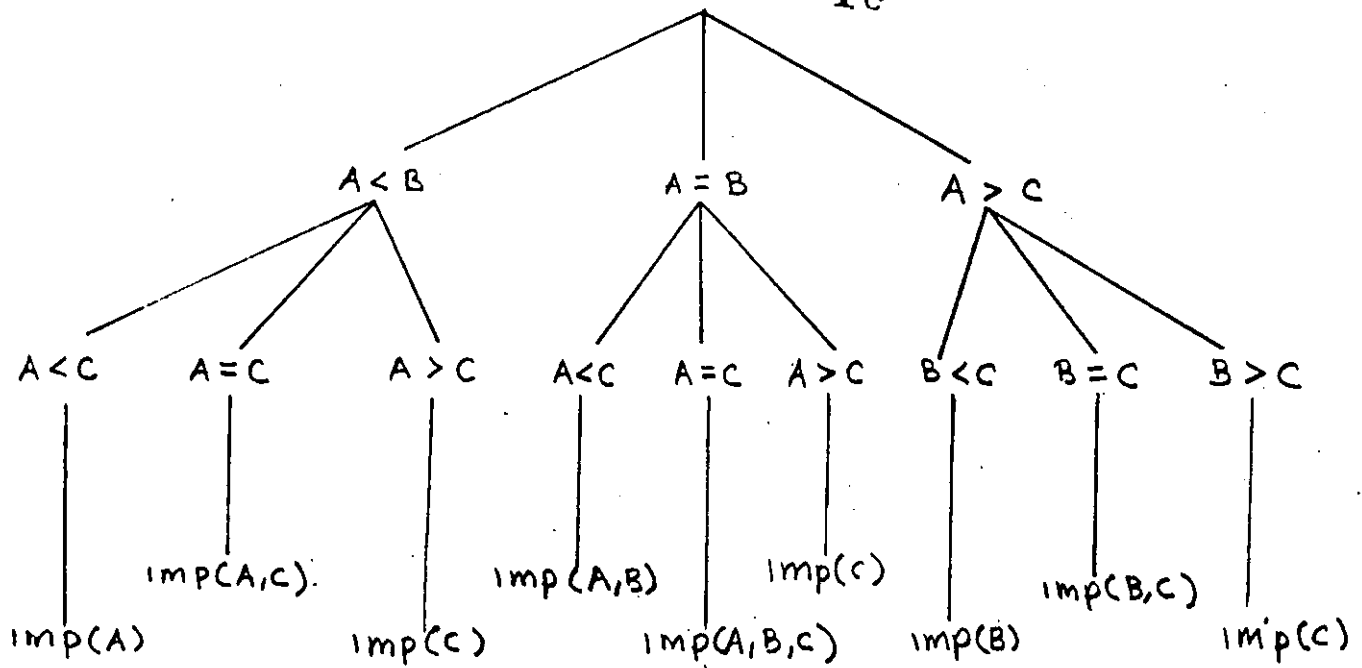 A < B A = B A > C
A < C A = C A > C A < C A = C A > C B < C B = C B > C
imp(A,C). imp(A,B) imp(C) imp(B,C)
imp(A) imp(C) imp(A,B,C) imp(B) imp(C)